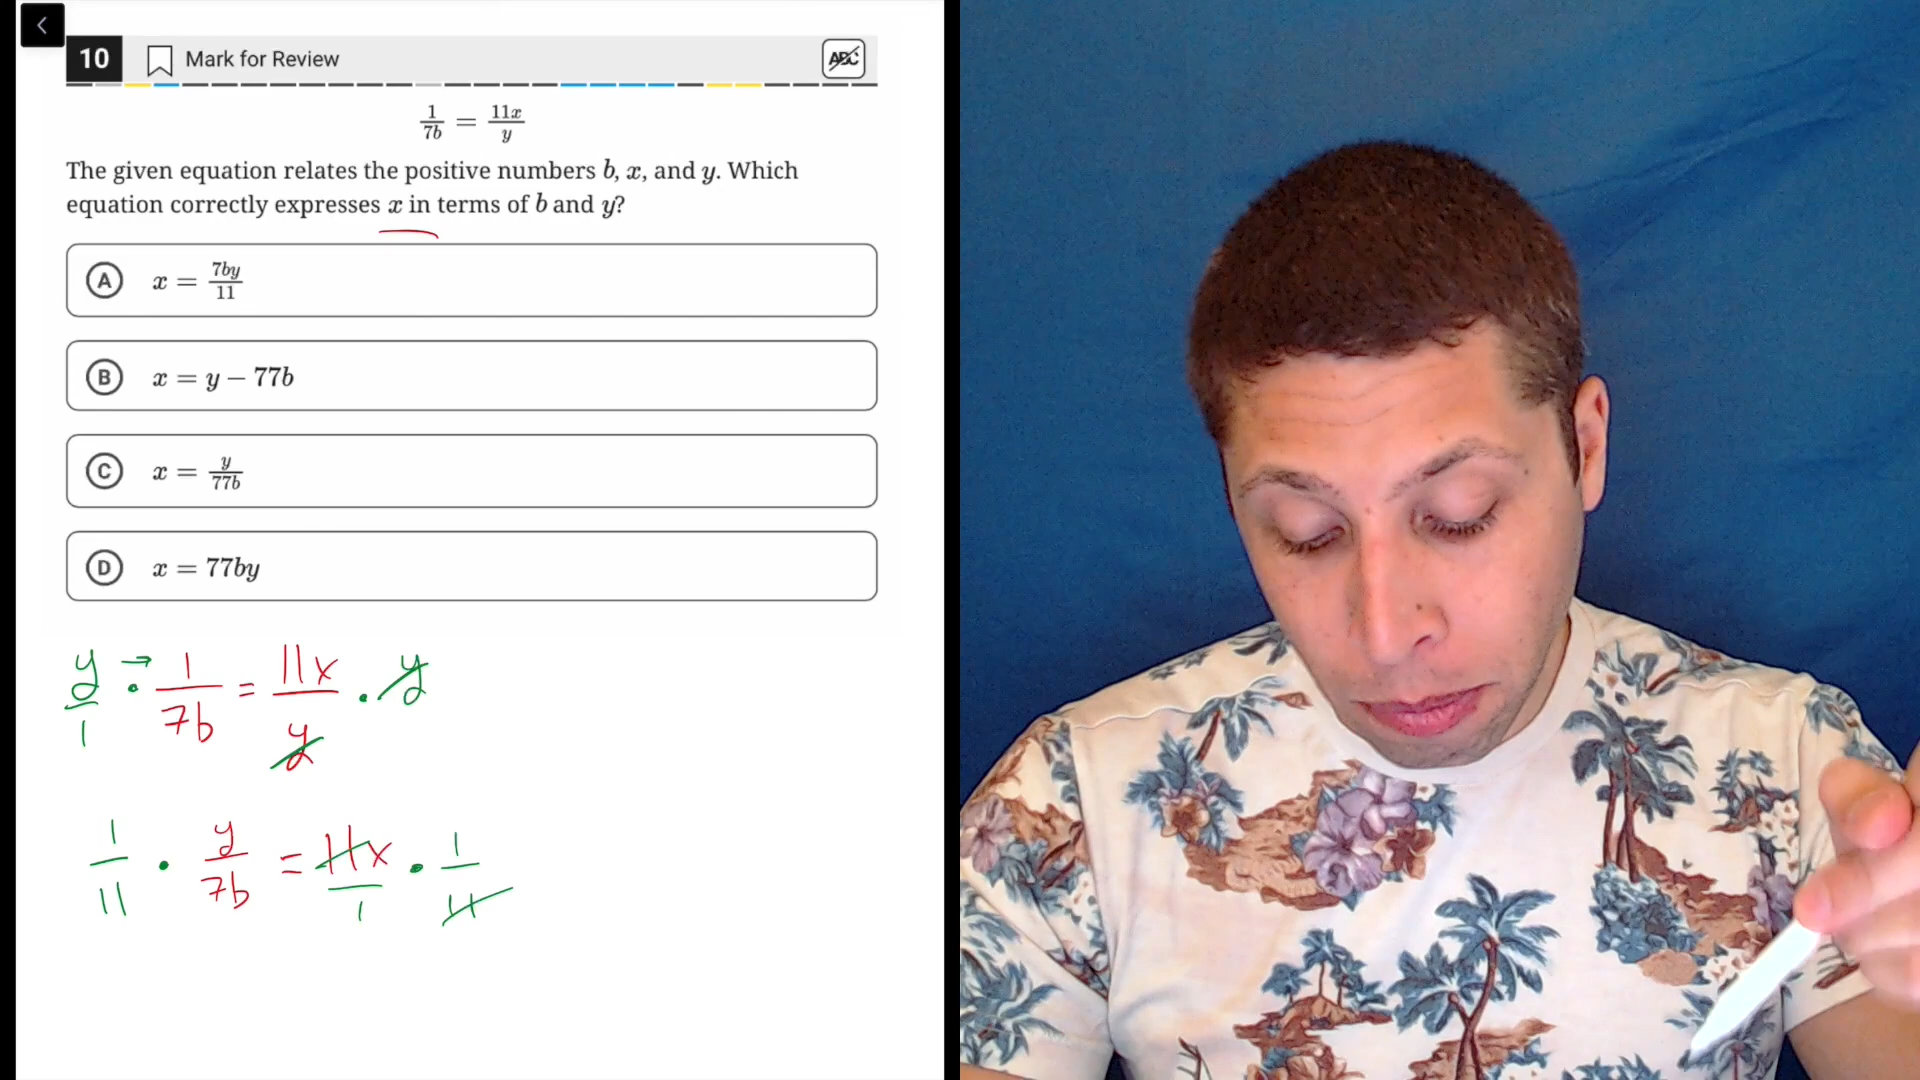 10 Mark for Review ABC
1/7b = 11x/y
The given equation relates the positive numbers b, x, and y. Which
equation correctly expresses x in terms of b and y?
A x = 7by/11
B x = y − 77b
C x = y/77b
D x = 77by
y/1 · 1/7b = 11x/y · y
1/11 · y/7b = 11x/1 · 1/11